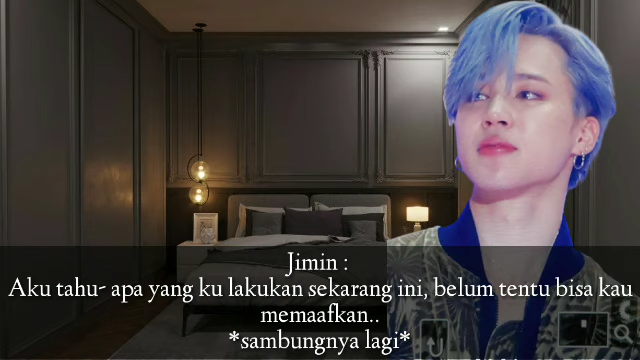 Jimin :
Aku tahu- apa yang ku lakukan sekarang ini, belum tentu bisa kau
memaafkan..
*sambungnya lagi*